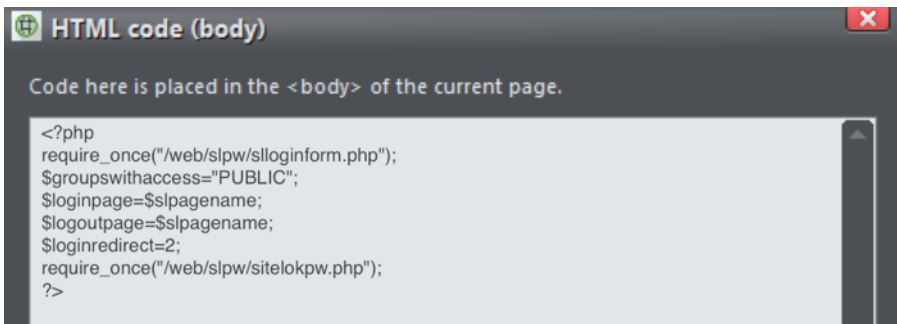 HTML code (body)
Code here is placed in the <body> of the current page.
<?php
require_once("/web/slpw/slloginform.php");
$groupswithaccess="PUBLIC";
$loginpage=$slpagename;
$logoutpage=$slpagename;
$loginredirect=2;
require_once("/web/slpw/sitelokpw.php");
?>